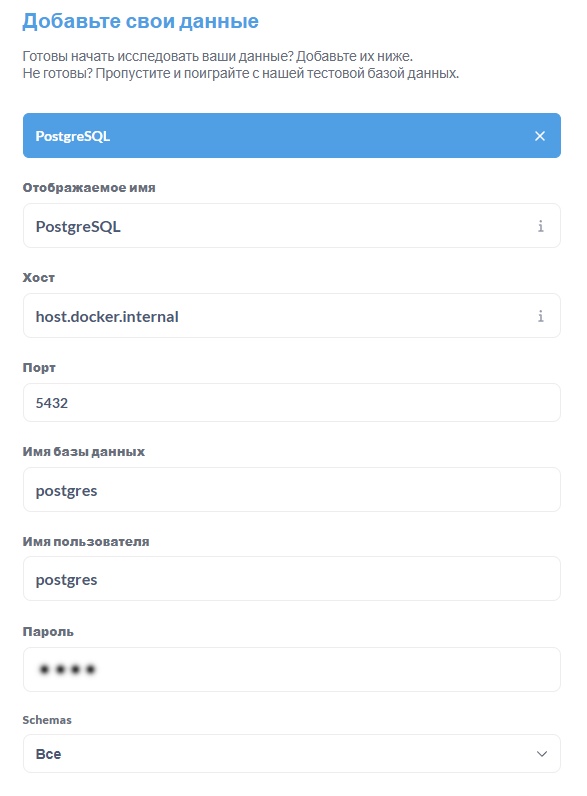 Добавьте свои данные
Готовы начать исследовать ваши данные? Добавьте их ниже.
Не готовы? Пропустите и поиграйте с нашей тестовой базой данных.
PostgreSQL
Отображаемое имя
PostgreSQL
Хост
host.docker.internal
Порт
5432
Имя базы данных
postgres
Имя пользователя
postgres
Пароль
Schemas
Все